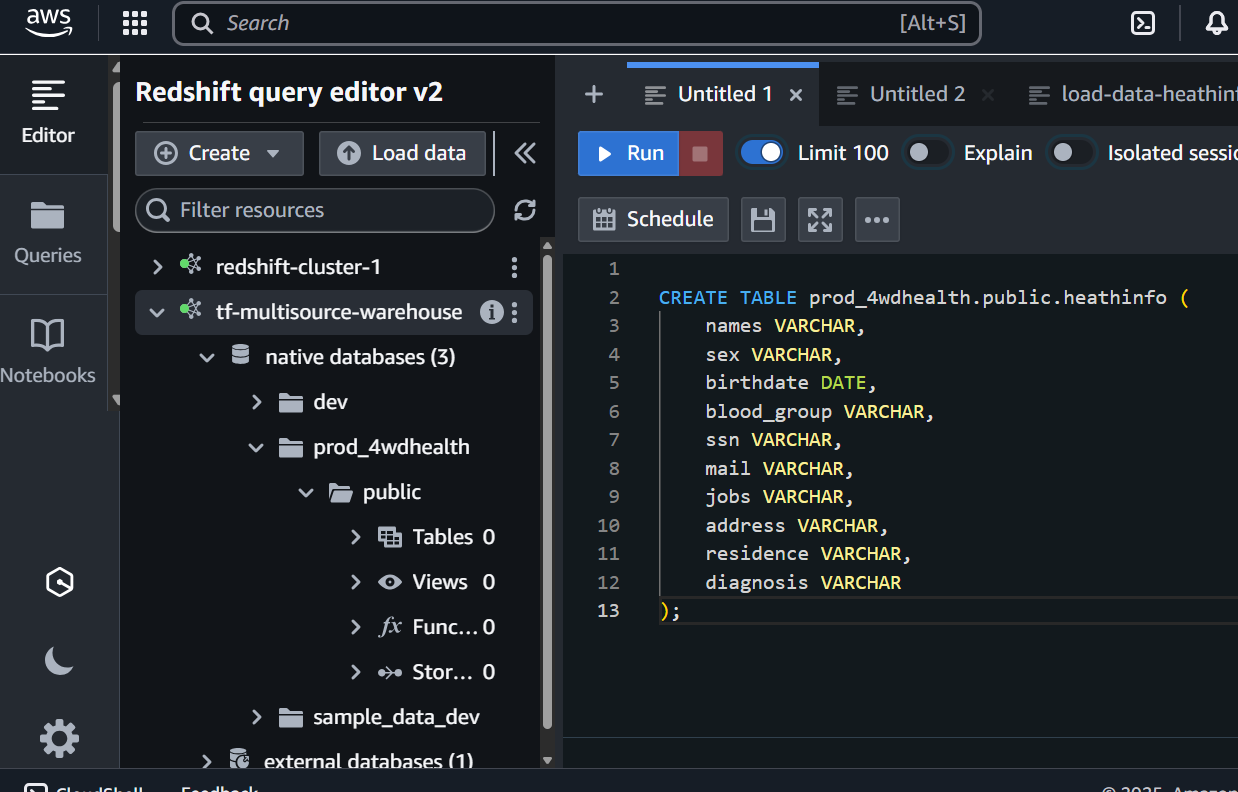 aws
Search [Alt+S]
Editor
Queries
Notebooks
Redshift query editor v2
Create
Load data
Filter resources
redshift-cluster-1
tf-multisource-warehouse
native databases (3)
dev
prod_4wdhealth
public
Tables 0
Views 0
fx Func... 0
Stor... 0
sample_data_dev
external databases (1)
Untitled 1
Untitled 2
load-data-heathinf
Run
Limit 100
Explain
Isolated sessio
Schedule
1
2 CREATE TABLE prod_4wdhealth.public.heathinfo (
3 names VARCHAR,
4 sex VARCHAR,
5 birthdate DATE,
6 blood_group VARCHAR,
7 ssn VARCHAR,
8 mail VARCHAR,
9 jobs VARCHAR,
10 address VARCHAR,
11 residence VARCHAR,
12 diagnosis VARCHAR
13 );
CloudShell Feedback
© 2025, Amazon